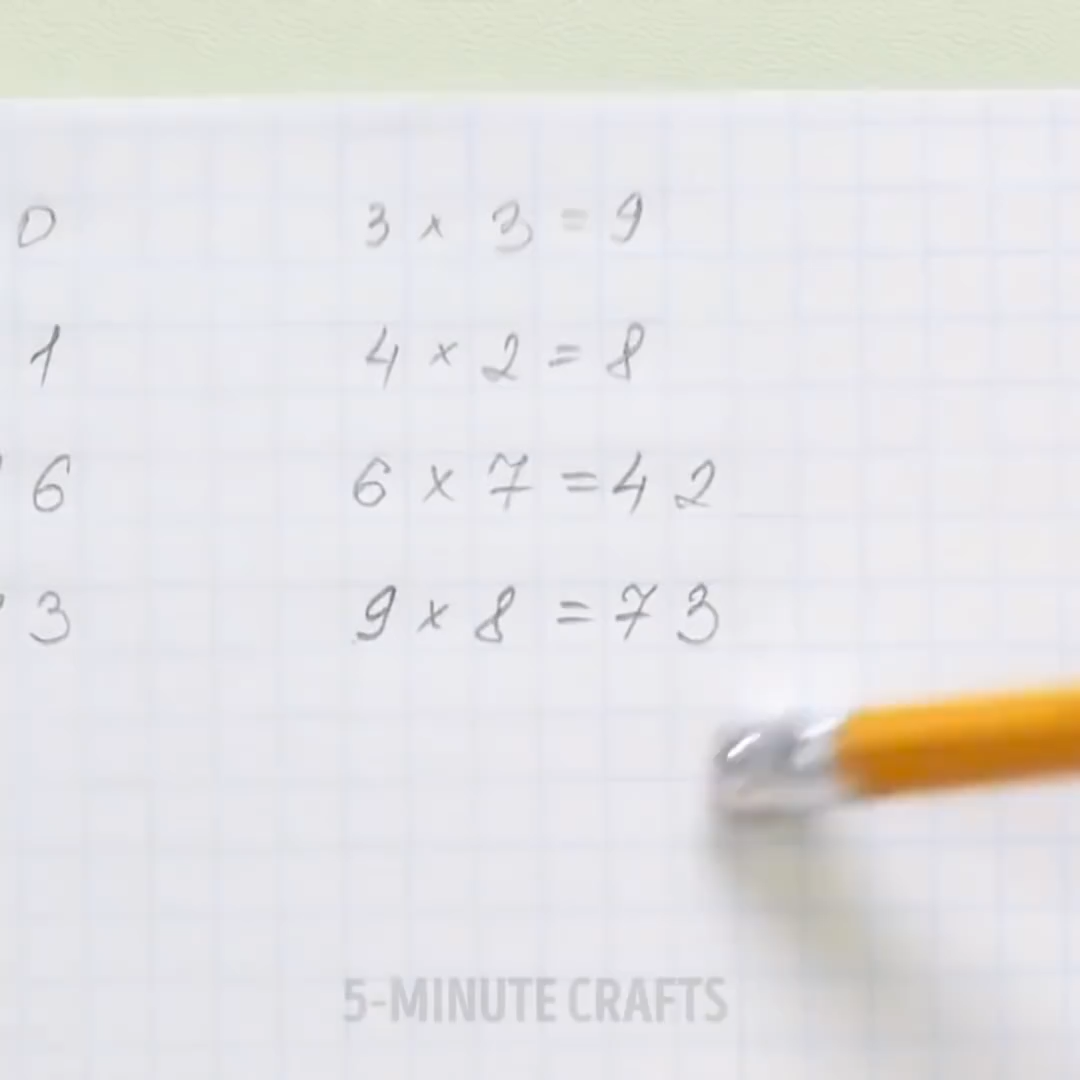 0 3 × 3 = 9
1 4 × 2 = 8
6 6 × 7 = 42
3 9 × 8 = 73
5-MINUTE CRAFTS